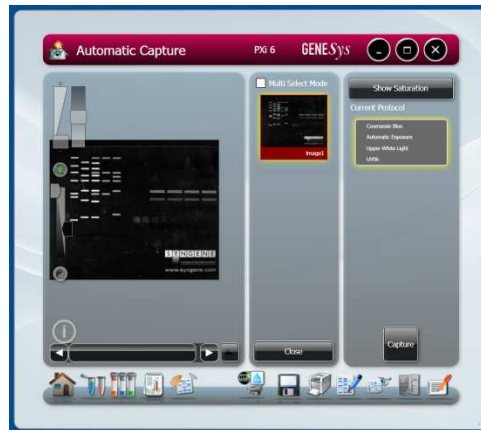 Automatic Capture
PXi 6
GENESys
Multi Select Mode
image1
Close
Show Saturation
Current Protocol
Coomassie Blue
Automatic Exposure
Upper White Light
SYNGENE
www.syngene.com
Capture